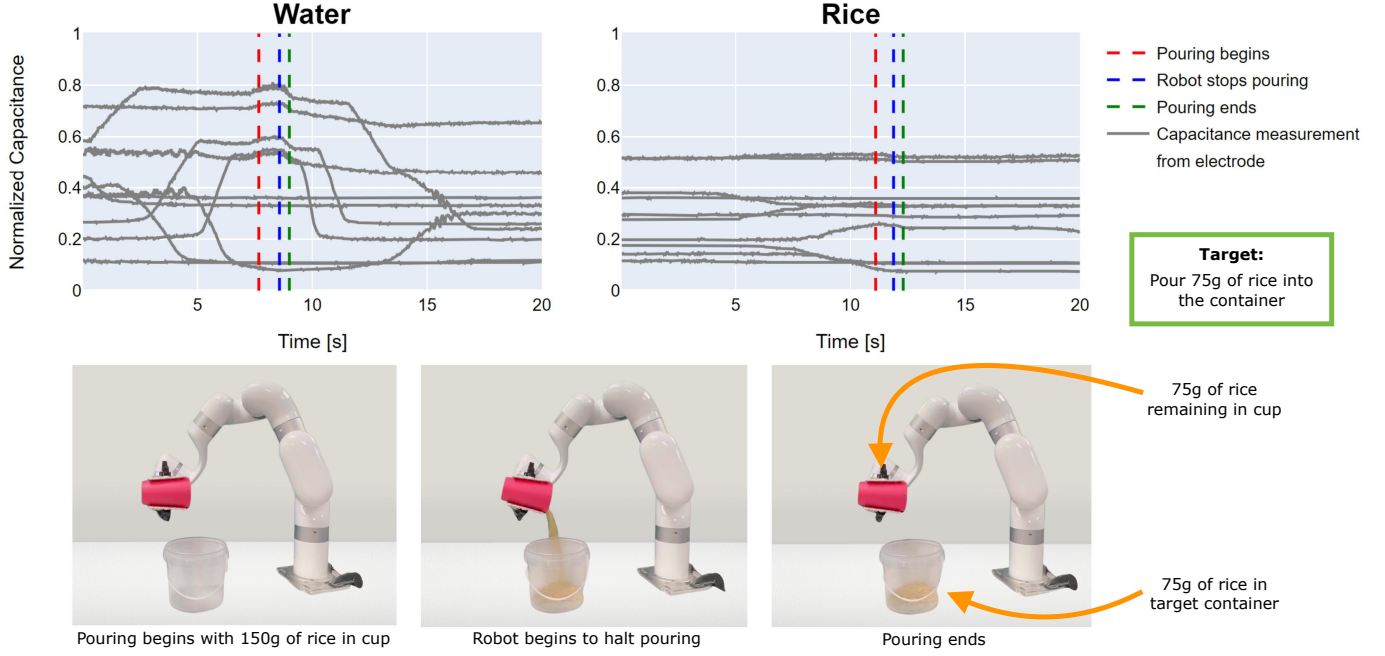 Water
Rice
Normalized Capacitance
1
0.8
0.6
0.4
0.2
0
5
10
15
20
Time [s]
1
0.8
0.6
0.4
0.2
0
5
10
15
20
Time [s]
Pouring begins
Robot stops pouring
Pouring ends
Capacitance measurement
from electrode
Target:
Pour 75g of rice into
the container
75g of rice
remaining in cup
75g of rice in
target container
Pouring begins with 150g of rice in cup
Robot begins to halt pouring
Pouring ends